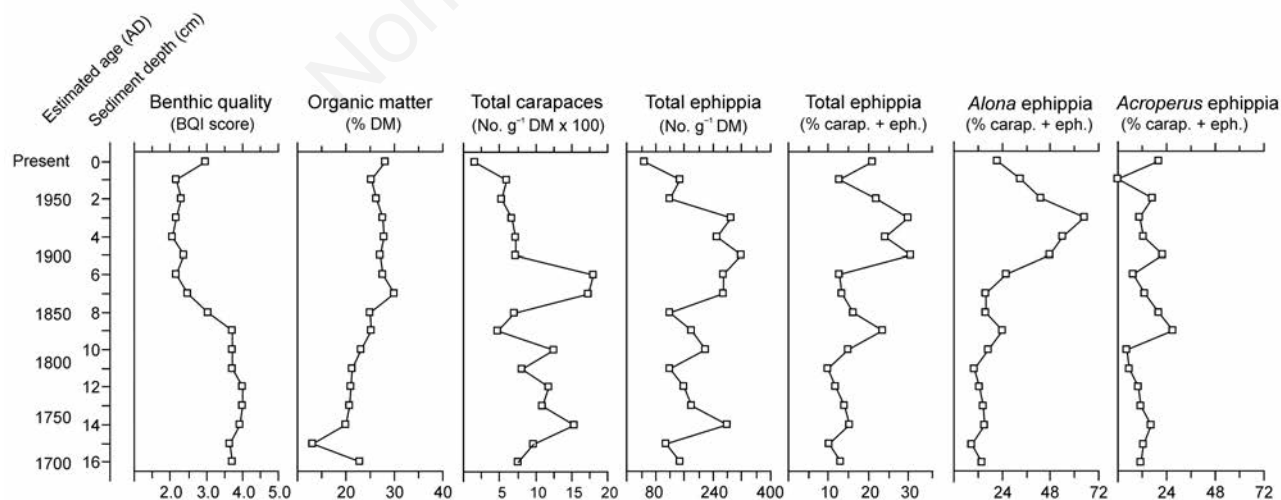 Non
Estimated age (AD)
Sediment depth (cm)
Benthic quality
(BQI score)
Organic matter
(% DM)
Total carapaces
(No. g⁻¹ DM x 100)
Total ephippia
(No. g⁻¹ DM)
Total ephippia
(% carap. + eph.)
Alona ephippia
(% carap. + eph.)
Acroperus ephippia
(% carap. + eph.)
Present 0
1950 2
4
1900
6
1850 8
10
1800
12
1750
14
1700 16
2.0 3.0 4.0 5.0
10 20 30 40
0 5 10 15 20
80 240 400
0 10 20 30
24 48 72
24 48 72